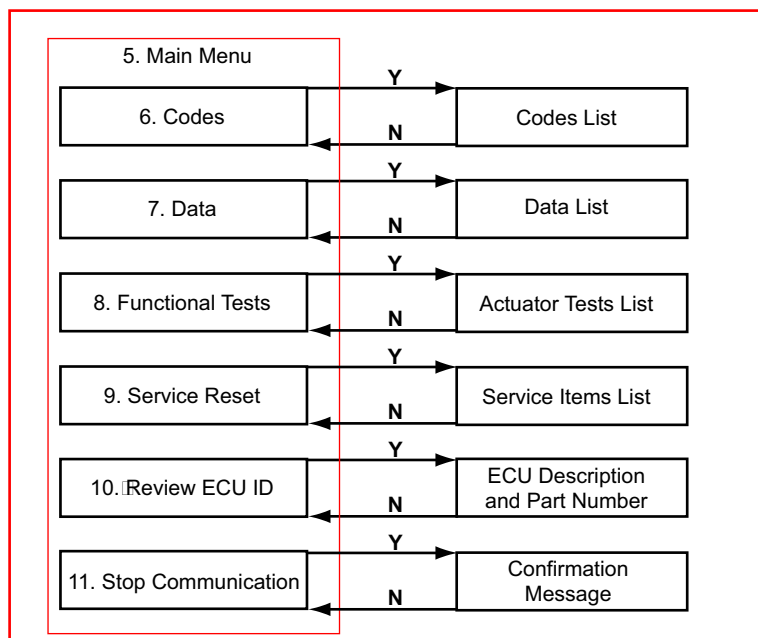 5. Main Menu
Y
6. Codes
Codes List
N
Y
7. Data
Data List
N
Y
8. Functional Tests
Actuator Tests List
N
Y
9. Service Reset
Service Items List
N
Y
10. Review ECU ID
ECU Description
and Part Number
N
Y
11. Stop Communication
Confirmation
Message
N